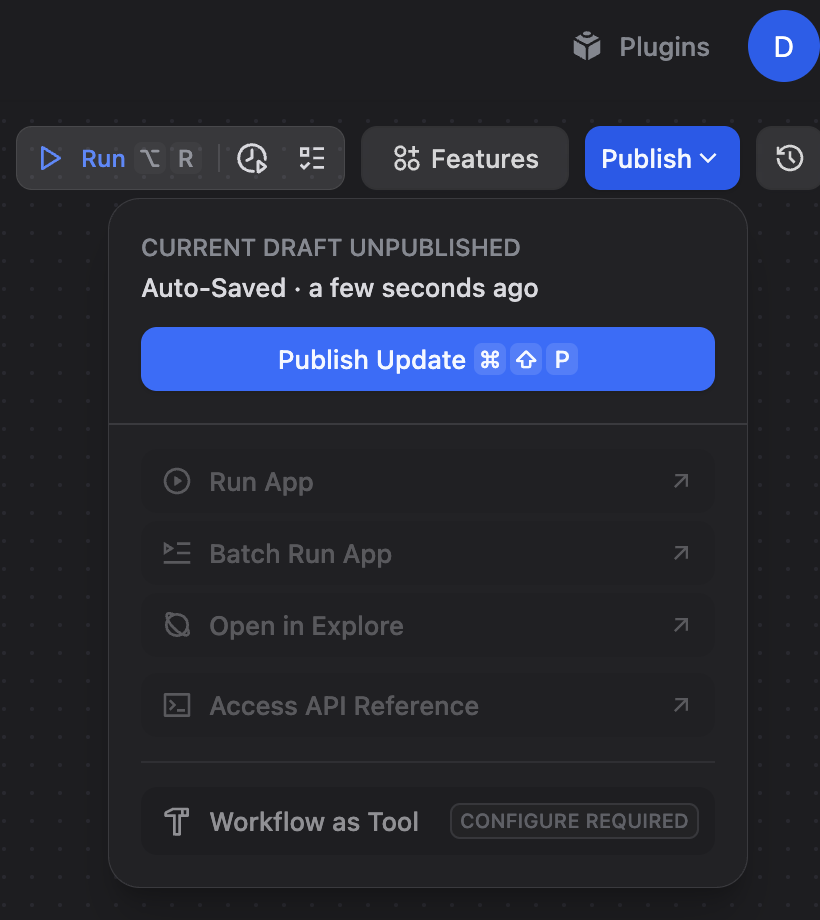 Plugins
D
Run ⌥ R
Features
Publish
CURRENT DRAFT UNPUBLISHED
Auto-Saved · a few seconds ago
Publish Update ⌘ ⇧ P
Run App
Batch Run App
Open in Explore
Access API Reference
Workflow as Tool CONFIGURE REQUIRED